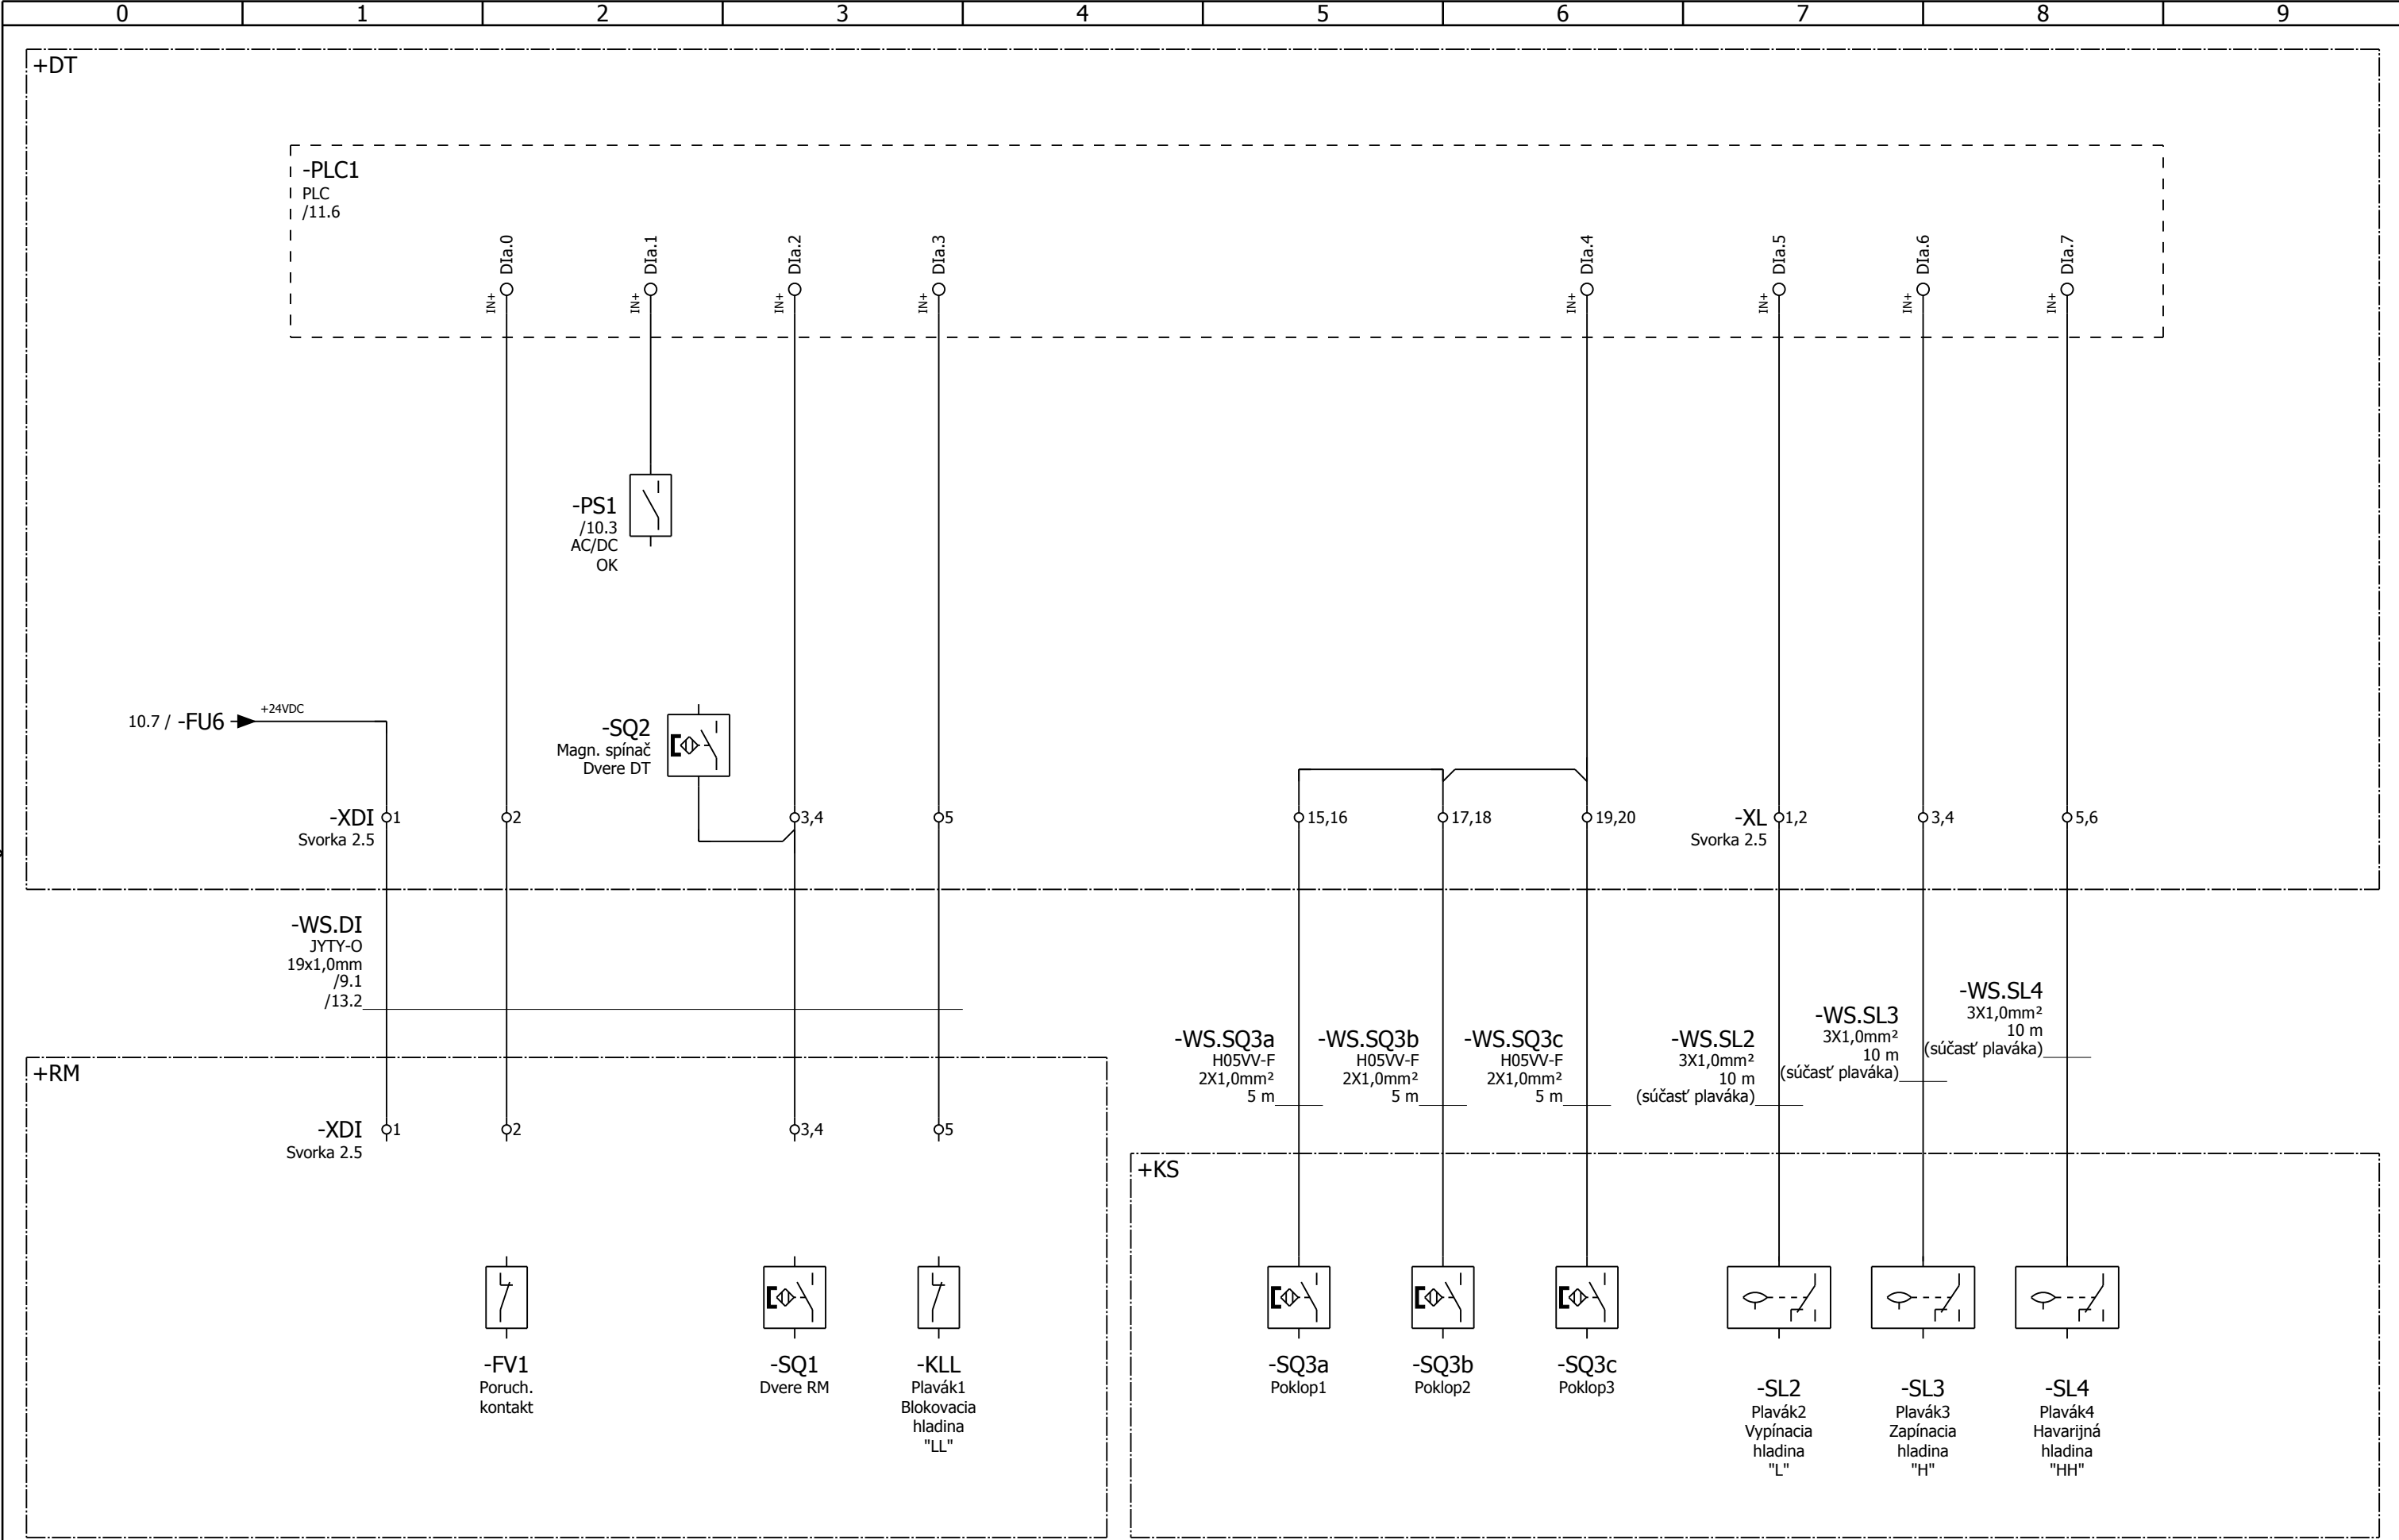 0 1 2 3 4 5 6 7 8 9
+DT
-PLC1
PLC
/11.6
DIa.0 DIa.1 DIa.2 DIa.3 DIa.4 DIa.5 DIa.6 DIa.7
IN+ IN+ IN+ IN+ IN+ IN+ IN+ IN+
-PS1
/10.3
AC/DC
OK
10.7 / -FU6 +24VDC
-SQ2
Magn. spínač
Dvere DT
-XDI 1 2 3,4 5 15,16 17,18 19,20 -XL 1,2 3,4 5,6
Svorka 2.5 Svorka 2.5
-WS.DI
JYTY-O
19x1,0mm
/9.1
/13.2
-WS.SQ3a
H05VV-F
2X1,0mm²
5 m
-WS.SQ3b
H05VV-F
2X1,0mm²
5 m
-WS.SQ3c
H05VV-F
2X1,0mm²
5 m
-WS.SL2
3X1,0mm²
10 m
(súčasť plaváka)
-WS.SL3
3X1,0mm²
10 m
(súčasť plaváka)
-WS.SL4
3X1,0mm²
10 m
(súčasť plaváka)
+RM
-XDI 1 2 3,4 5
Svorka 2.5
-FV1
Poruch.
kontakt
-SQ1
Dvere RM
-KLL
Plavák1
Blokovacia
hladina
"LL"
+KS
-SQ3a
Poklop1
-SQ3b
Poklop2
-SQ3c
Poklop3
-SL2
Plavák2
Vypínacia
hladina
"L"
-SL3
Plavák3
Zapínacia
hladina
"H"
-SL4
Plavák4
Havarijná
hladina
"HH"